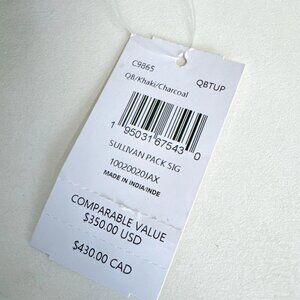 C9865
QBTUP
QB/Khaki/Charcoal
1 95031 67543 0
SULLIVAN PACK SIG
1002002OJAX
MADE IN INDIA/INDE
COMPARABLE VALUE
$350.00 USD
$430.00 CAD